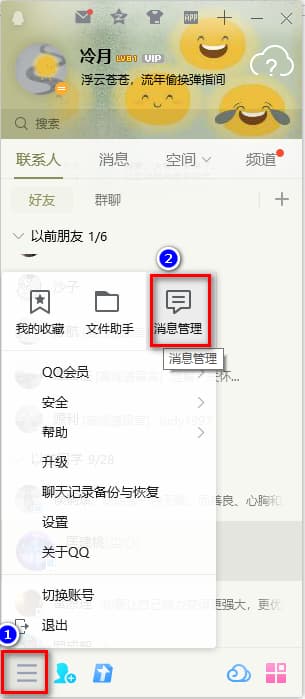 APP
冷月 LV81 VIP
浮云苍苍，流年偷换弹指间
搜索
联系人 消息 空间 频道
好友 群聊
以前朋友 1/6
沙子
2
我的收藏 文件助手 消息管理
消息管理
QQ会员
安全
帮助
升级
聊天记录备份与恢复
设置
关于QQ
切换账号
退出
1